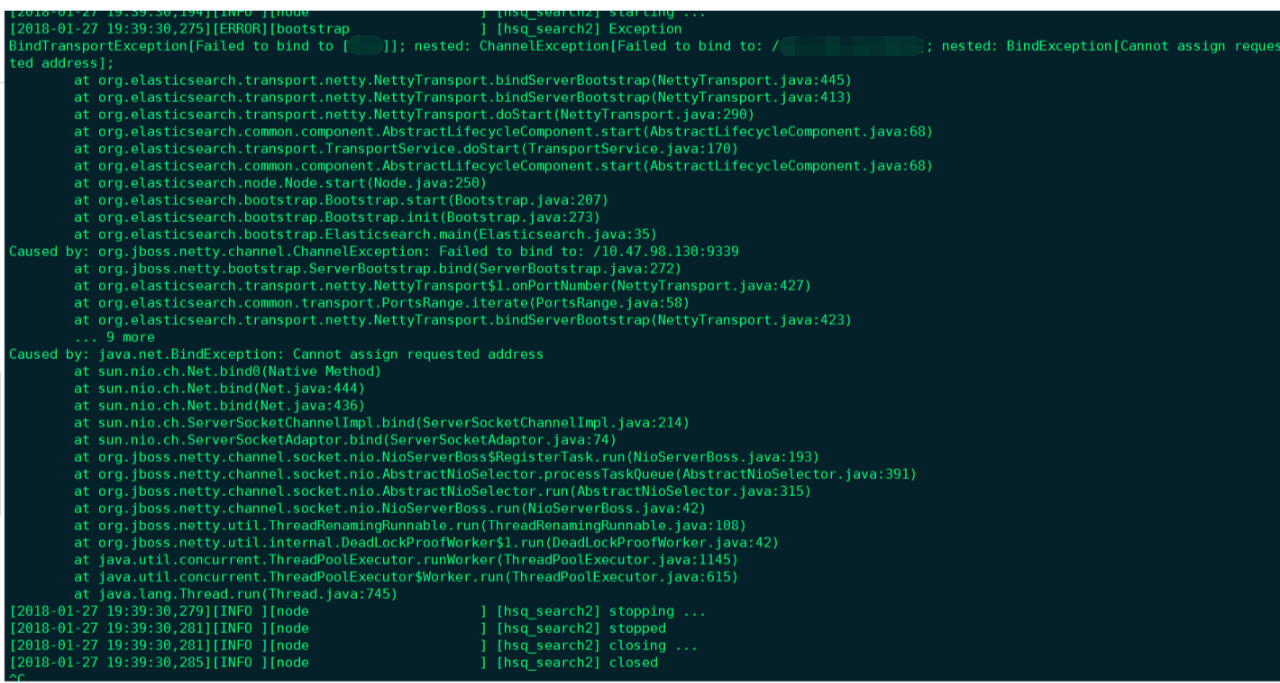 [2018-01-27 19:39:30,194][INFO ][node                     ] [hsq_search2] starting ...
[2018-01-27 19:39:30,275][ERROR][bootstrap                ] [hsq_search2] Exception
BindTransportException[Failed to bind to [    ]]; nested: ChannelException[Failed to bind to: /                 ; nested: BindException[Cannot assign reques
ted address];
        at org.elasticsearch.transport.netty.NettyTransport.bindServerBootstrap(NettyTransport.java:445)
        at org.elasticsearch.transport.netty.NettyTransport.bindServerBootstrap(NettyTransport.java:413)
        at org.elasticsearch.transport.netty.NettyTransport.doStart(NettyTransport.java:290)
        at org.elasticsearch.common.component.AbstractLifecycleComponent.start(AbstractLifecycleComponent.java:68)
        at org.elasticsearch.transport.TransportService.doStart(TransportService.java:170)
        at org.elasticsearch.common.component.AbstractLifecycleComponent.start(AbstractLifecycleComponent.java:68)
        at org.elasticsearch.node.Node.start(Node.java:250)
        at org.elasticsearch.bootstrap.Bootstrap.start(Bootstrap.java:207)
        at org.elasticsearch.bootstrap.Bootstrap.init(Bootstrap.java:273)
        at org.elasticsearch.bootstrap.Elasticsearch.main(Elasticsearch.java:35)
Caused by: org.jboss.netty.channel.ChannelException: Failed to bind to: /10.47.98.130:9339
        at org.jboss.netty.bootstrap.ServerBootstrap.bind(ServerBootstrap.java:272)
        at org.elasticsearch.transport.netty.NettyTransport$1.onPortNumber(NettyTransport.java:427)
        at org.elasticsearch.common.transport.PortsRange.iterate(PortsRange.java:58)
        at org.elasticsearch.transport.netty.NettyTransport.bindServerBootstrap(NettyTransport.java:423)
        ... 9 more
Caused by: java.net.BindException: Cannot assign requested address
        at sun.nio.ch.Net.bind0(Native Method)
        at sun.nio.ch.Net.bind(Net.java:444)
        at sun.nio.ch.Net.bind(Net.java:436)
        at sun.nio.ch.ServerSocketChannelImpl.bind(ServerSocketChannelImpl.java:214)
        at sun.nio.ch.ServerSocketAdaptor.bind(ServerSocketAdaptor.java:74)
        at org.jboss.netty.channel.socket.nio.NioServerBoss$RegisterTask.run(NioServerBoss.java:193)
        at org.jboss.netty.channel.socket.nio.AbstractNioSelector.processTaskQueue(AbstractNioSelector.java:391)
        at org.jboss.netty.channel.socket.nio.AbstractNioSelector.run(AbstractNioSelector.java:315)
        at org.jboss.netty.channel.socket.nio.NioServerBoss.run(NioServerBoss.java:42)
        at org.jboss.netty.util.ThreadRenamingRunnable.run(ThreadRenamingRunnable.java:108)
        at org.jboss.netty.util.internal.DeadLockProofWorker$1.run(DeadLockProofWorker.java:42)
        at java.util.concurrent.ThreadPoolExecutor.runWorker(ThreadPoolExecutor.java:1145)
        at java.util.concurrent.ThreadPoolExecutor$Worker.run(ThreadPoolExecutor.java:615)
        at java.lang.Thread.run(Thread.java:745)
[2018-01-27 19:39:30,279][INFO ][node                     ] [hsq_search2] stopping ...
[2018-01-27 19:39:30,281][INFO ][node                     ] [hsq_search2] stopped
[2018-01-27 19:39:30,281][INFO ][node                     ] [hsq_search2] closing ...
[2018-01-27 19:39:30,285][INFO ][node                     ] [hsq_search2] closed
^C